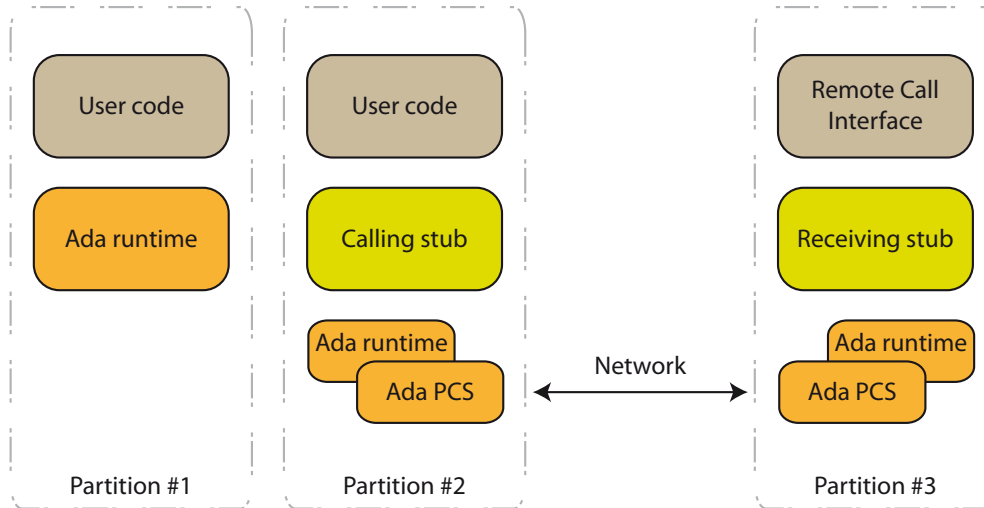 User code
User code
Remote Call
Interface
Ada runtime
Calling stub
Receiving stub
Ada runtime
Ada PCS
Network
Ada runtime
Ada PCS
Partition #1
Partition #2
Partition #3